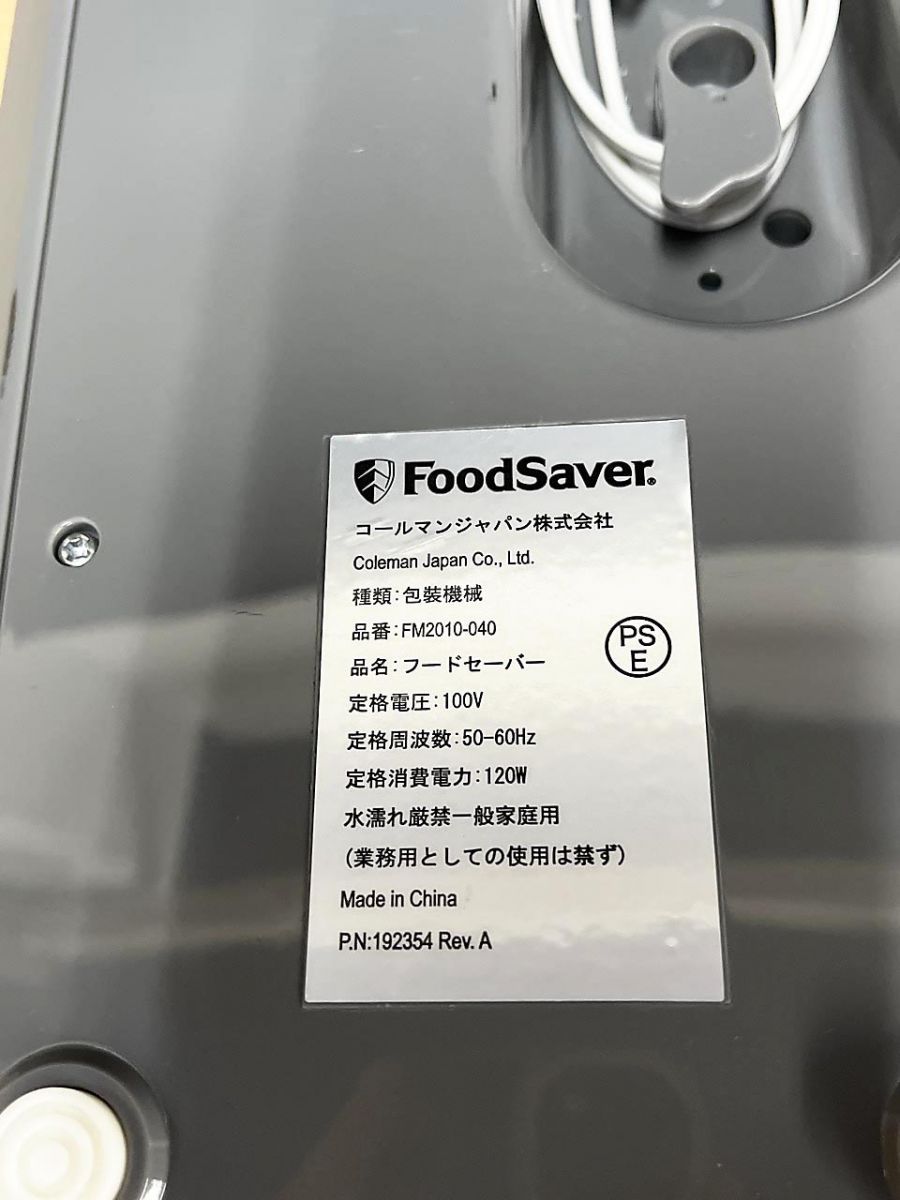 FoodSaver®
コールマンジャパン株式会社
Coleman Japan Co., Ltd.
種類:包装機械
品番:FM2010-040
品名:フードセーバー
PS
E
定格電圧:100V
定格周波数:50-60Hz
定格消費電力:120W
水濡れ厳禁一般家庭用
(業務用としての使用は禁ず)
Made in China
P.N:192354 Rev. A